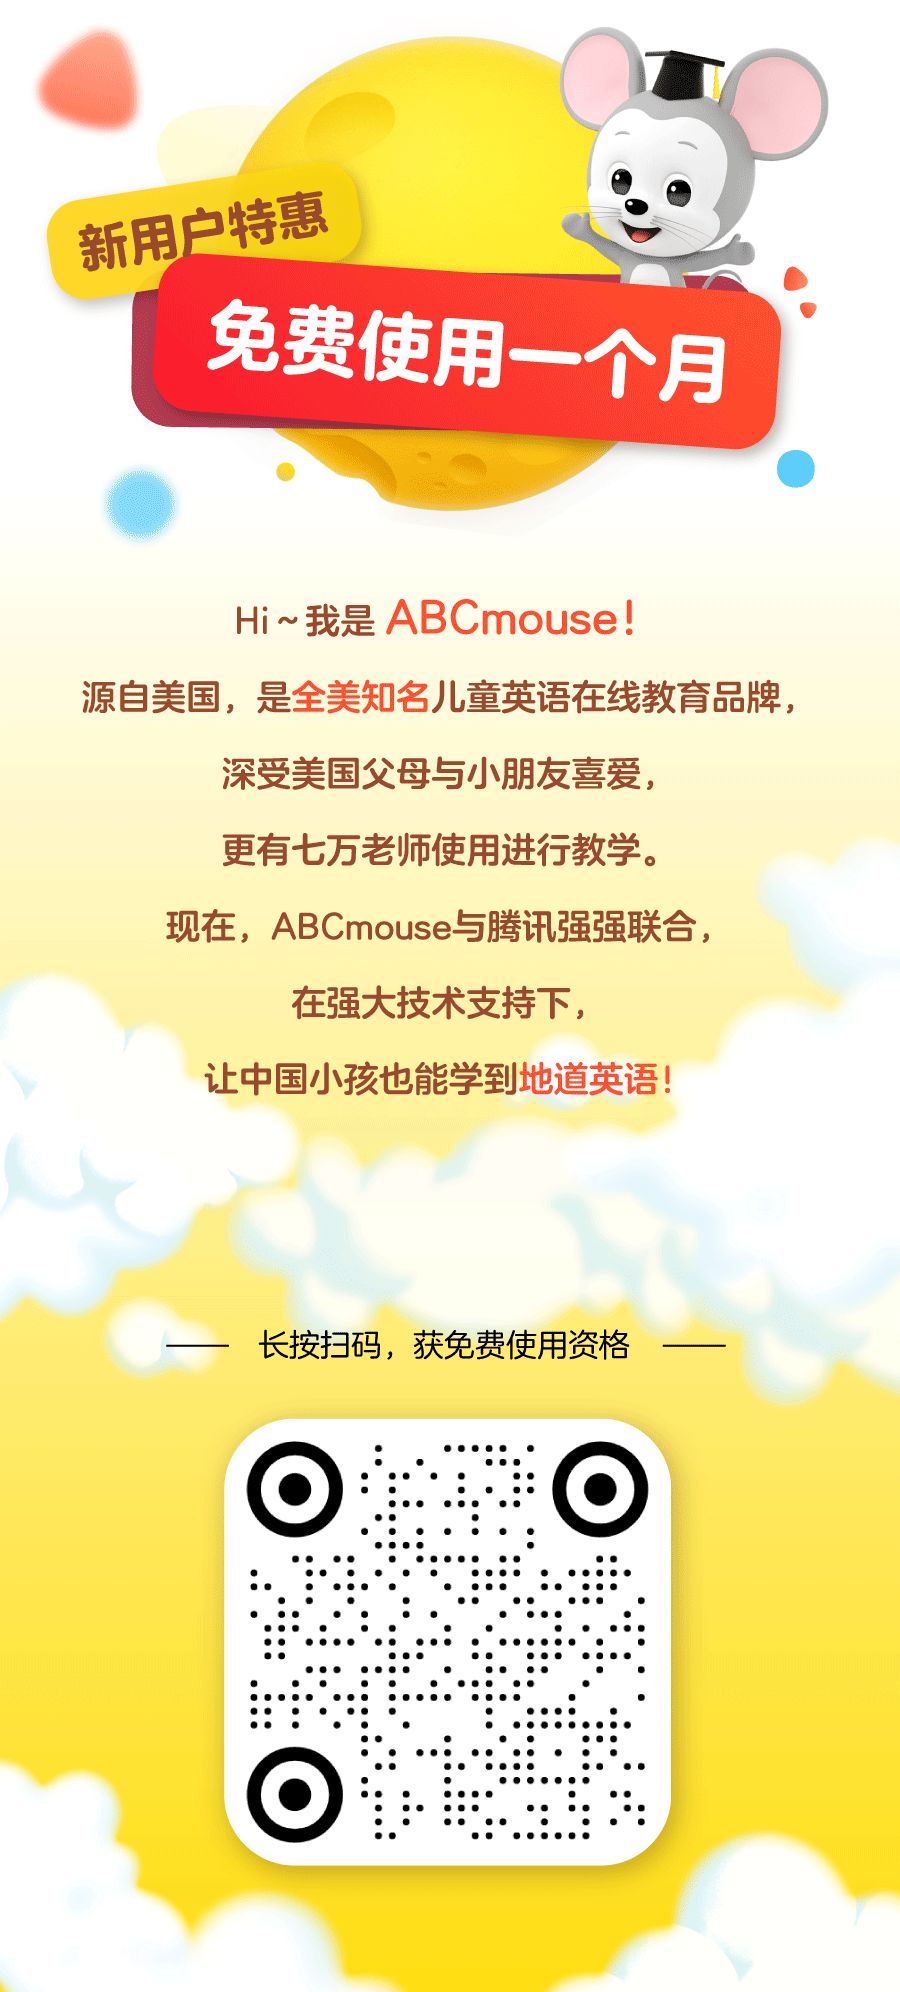 新用户特惠
免费使用一个月
Hi~我是 ABCmouse!
源自美国，是全美知名儿童英语在线教育品牌，
深受美国父母与小朋友喜爱，
更有七万老师使用进行教学。
现在，ABCmouse与腾讯强强联合，
在强大技术支持下，
让中国小孩也能学到地道英语!
长按扫码，获免费使用资格